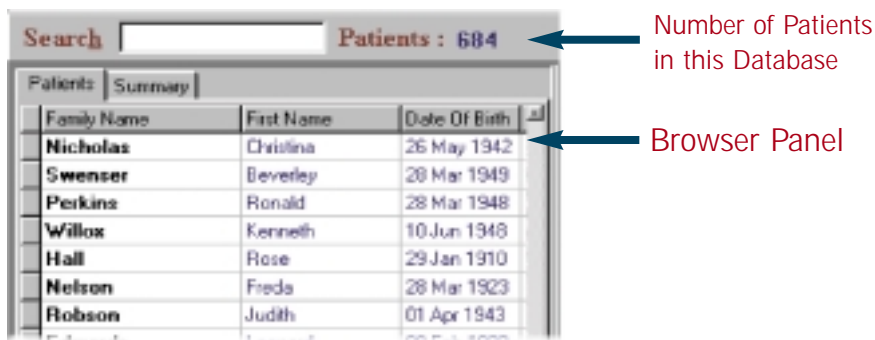 Search Patients : 684
Number of Patients
in this Database
Patients Summary
Family Name First Name Date Of Birth
Browser Panel
Nicholas Christina 26 May 1942
Swenser Beverley 28 Mar 1949
Perkins Ronald 28 Mar 1948
Willox Kenneth 10 Jun 1948
Hall Rose 29 Jan 1910
Nelson Freda 28 Mar 1923
Robson Judith 01 Apr 1943